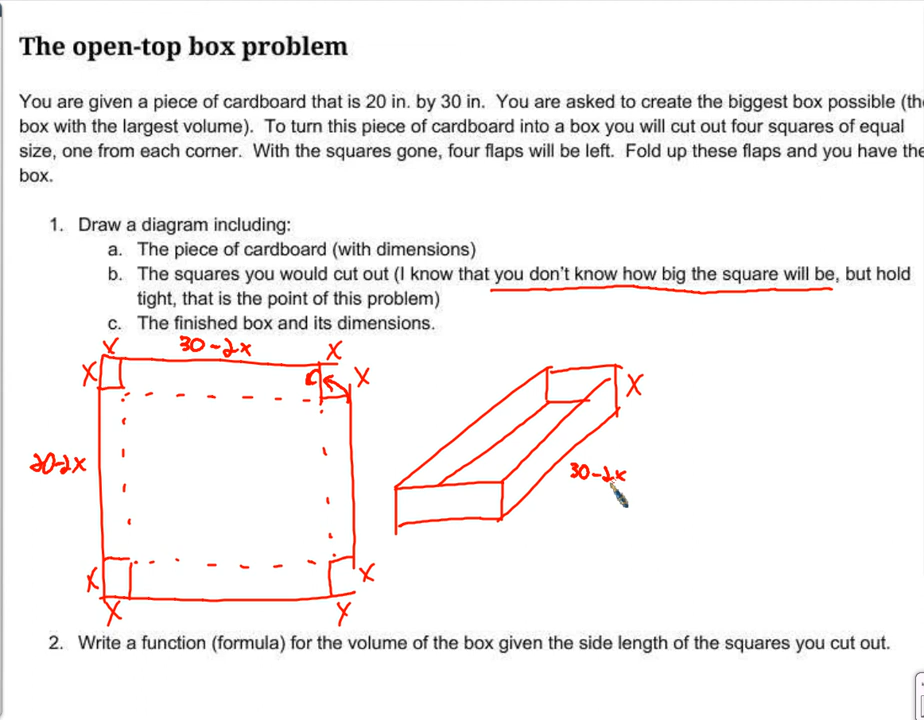 The open-top box problem
You are given a piece of cardboard that is 20 in. by 30 in. You are asked to create the biggest box possible (th
box with the largest volume). To turn this piece of cardboard into a box you will cut out four squares of equal
size, one from each corner. With the squares gone, four flaps will be left. Fold up these flaps and you have the
box.
1. Draw a diagram including:
a. The piece of cardboard (with dimensions)
b. The squares you would cut out (I know that you don't know how big the square will be, but hold
tight, that is the point of this problem)
c. The finished box and its dimensions.
X 30-2x X
X X
X
20-2x
30-2x
X X
X X
2. Write a function (formula) for the volume of the box given the side length of the squares you cut out.